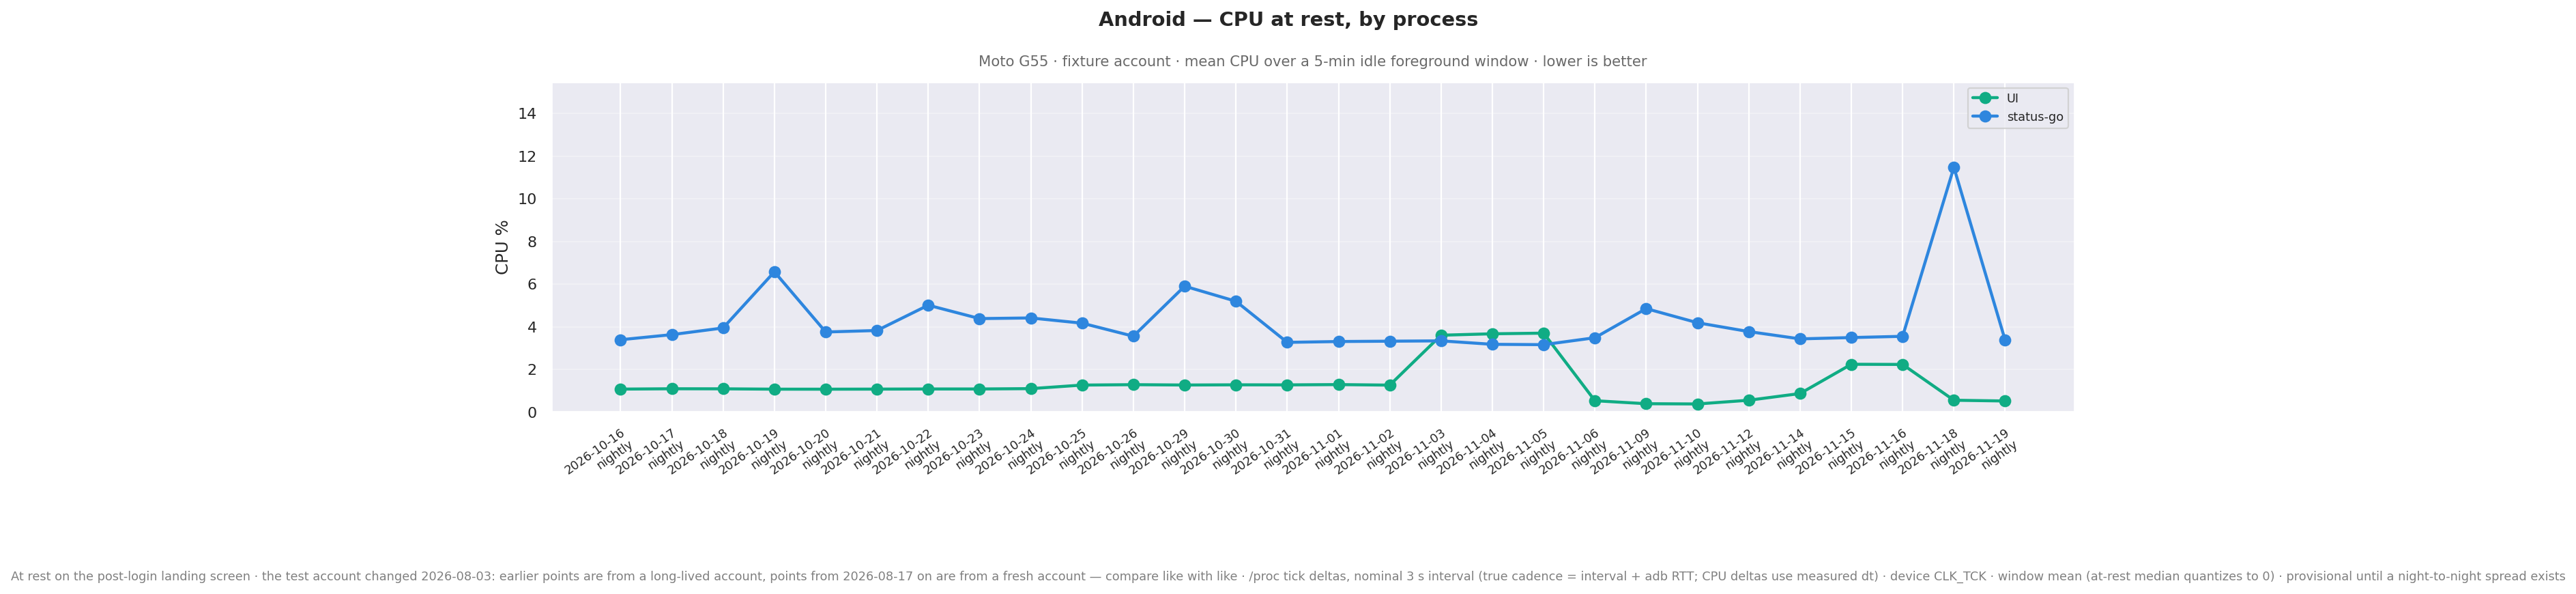 Android — CPU at rest, by process
Moto G55 · fixture account · mean CPU over a 5-min idle foreground window · lower is better
UI
status-go
CPU %
14
12
10
8
6
4
2
0
2026-10-16
nightly
2026-10-17
nightly
2026-10-18
nightly
2026-10-19
nightly
2026-10-20
nightly
2026-10-21
nightly
2026-10-22
nightly
2026-10-23
nightly
2026-10-24
nightly
2026-10-25
nightly
2026-10-26
nightly
2026-10-29
nightly
2026-10-30
nightly
2026-10-31
nightly
2026-11-01
nightly
2026-11-02
nightly
2026-11-03
nightly
2026-11-04
nightly
2026-11-05
nightly
2026-11-06
nightly
2026-11-09
nightly
2026-11-10
nightly
2026-11-12
nightly
2026-11-14
nightly
2026-11-15
nightly
2026-11-16
nightly
2026-11-18
nightly
2026-11-19
nightly
At rest on the post-login landing screen · the test account changed 2026-08-03: earlier points are from a long-lived account, points from 2026-08-17 on are from a fresh account — compare like with like · /proc tick deltas, nominal 3 s interval (true cadence = interval + adb RTT; CPU deltas use measured dt) · device CLK_TCK · window mean (at-rest median quantizes to 0) · provisional until a night-to-night spread exists